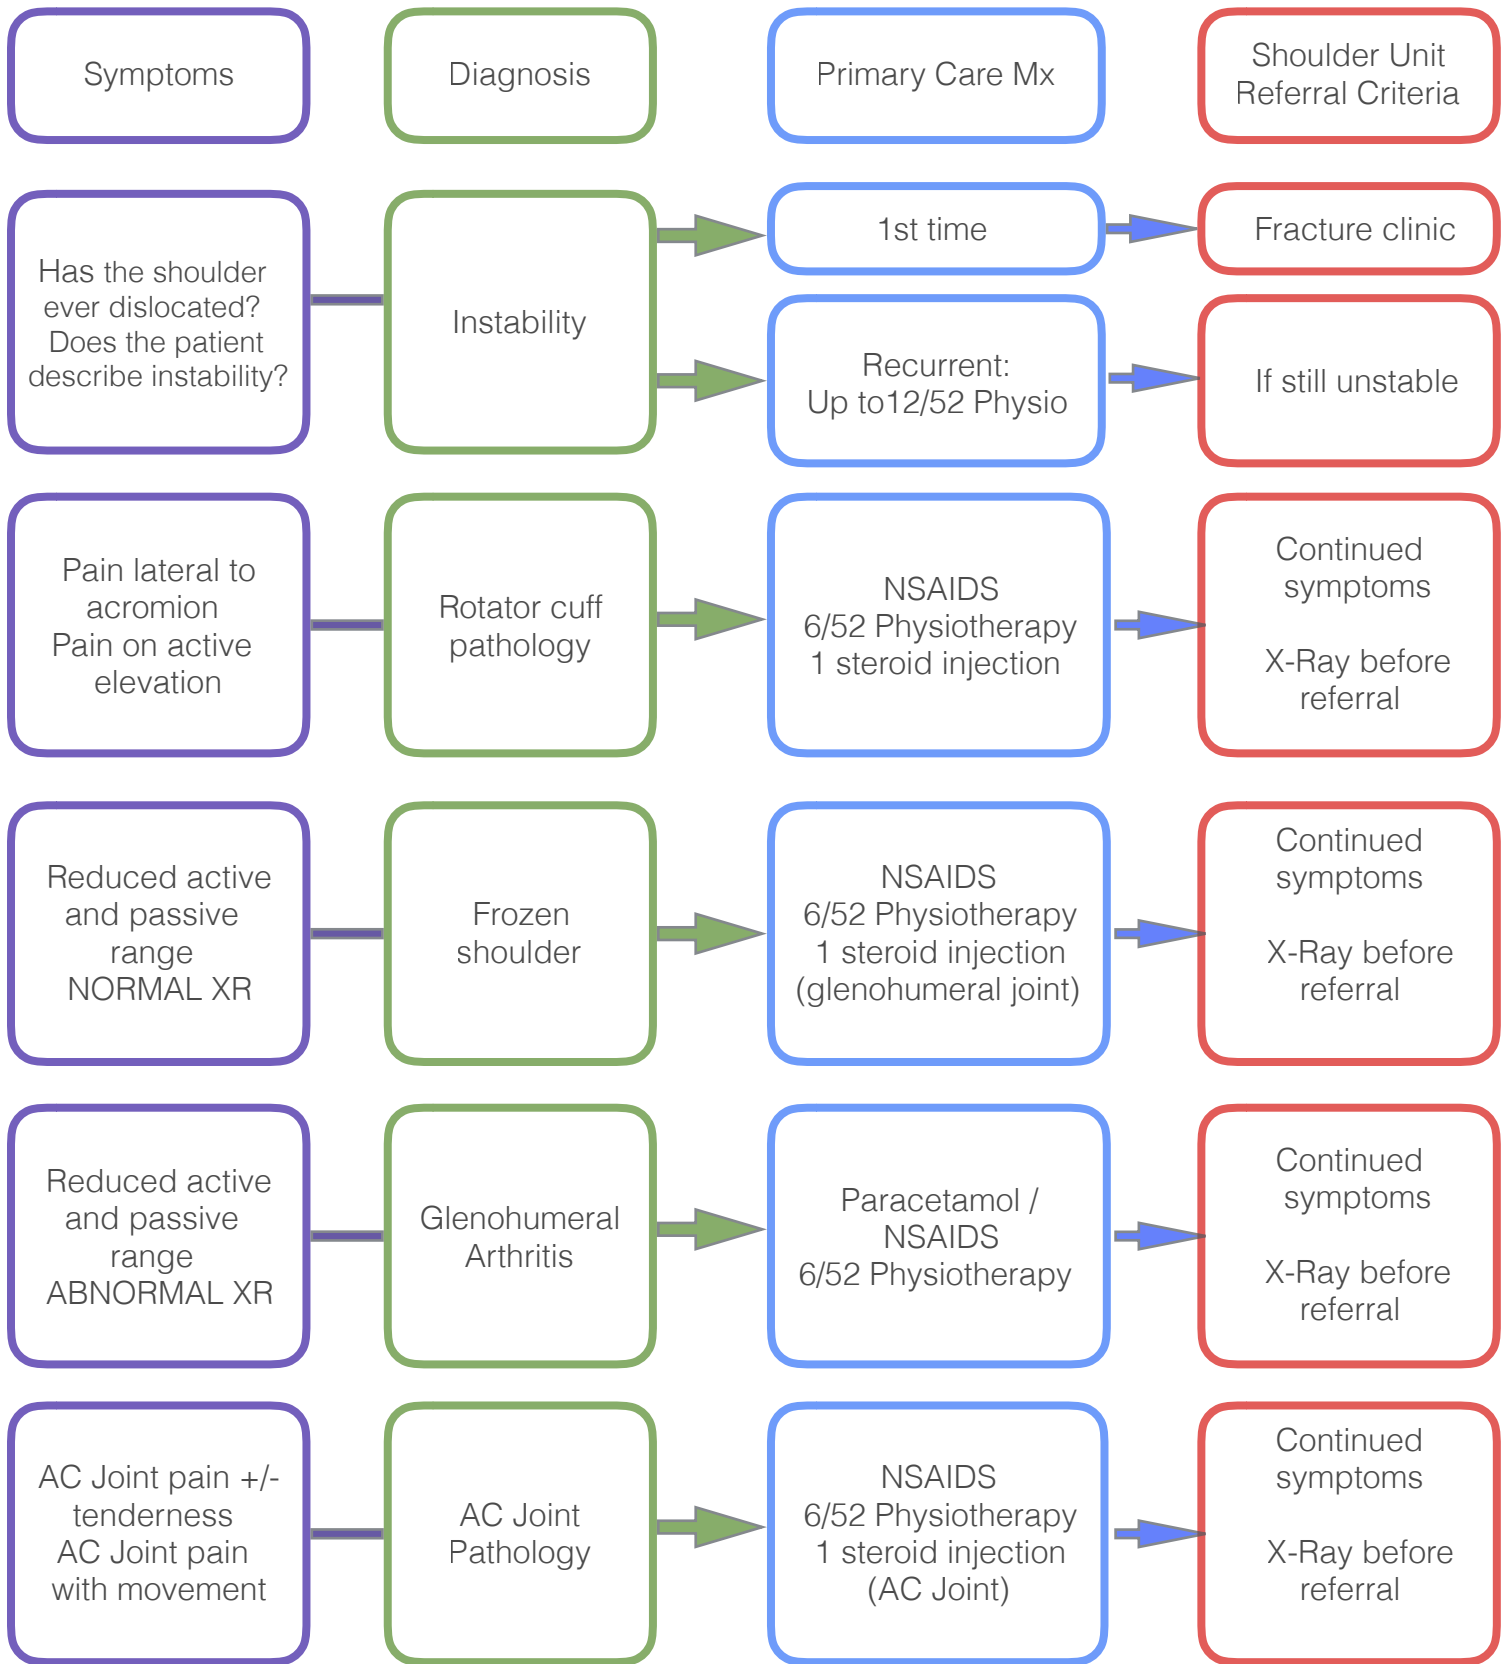 Symptoms
Diagnosis
Primary Care Mx
Shoulder Unit
Referral Criteria
Has the shoulder
ever dislocated?
Does the patient
describe instability?
Instability
1st time
Fracture clinic
Recurrent:
Up to12/52 Physio
If still unstable
Pain lateral to
acromion
Pain on active
elevation
Rotator cuff
pathology
NSAIDS
6/52 Physiotherapy
1 steroid injection
Continued
symptoms
X-Ray before
referral
Reduced active
and passive
range
NORMAL XR
Frozen
shoulder
NSAIDS
6/52 Physiotherapy
1 steroid injection
(glenohumeral joint)
Continued
symptoms
X-Ray before
referral
Reduced active
and passive
range
ABNORMAL XR
Glenohumeral
Arthritis
Paracetamol /
NSAIDS
6/52 Physiotherapy
Continued
symptoms
X-Ray before
referral
AC Joint pain +/-
tenderness
AC Joint pain
with movement
AC Joint
Pathology
NSAIDS
6/52 Physiotherapy
1 steroid injection
(AC Joint)
Continued
symptoms
X-Ray before
referral